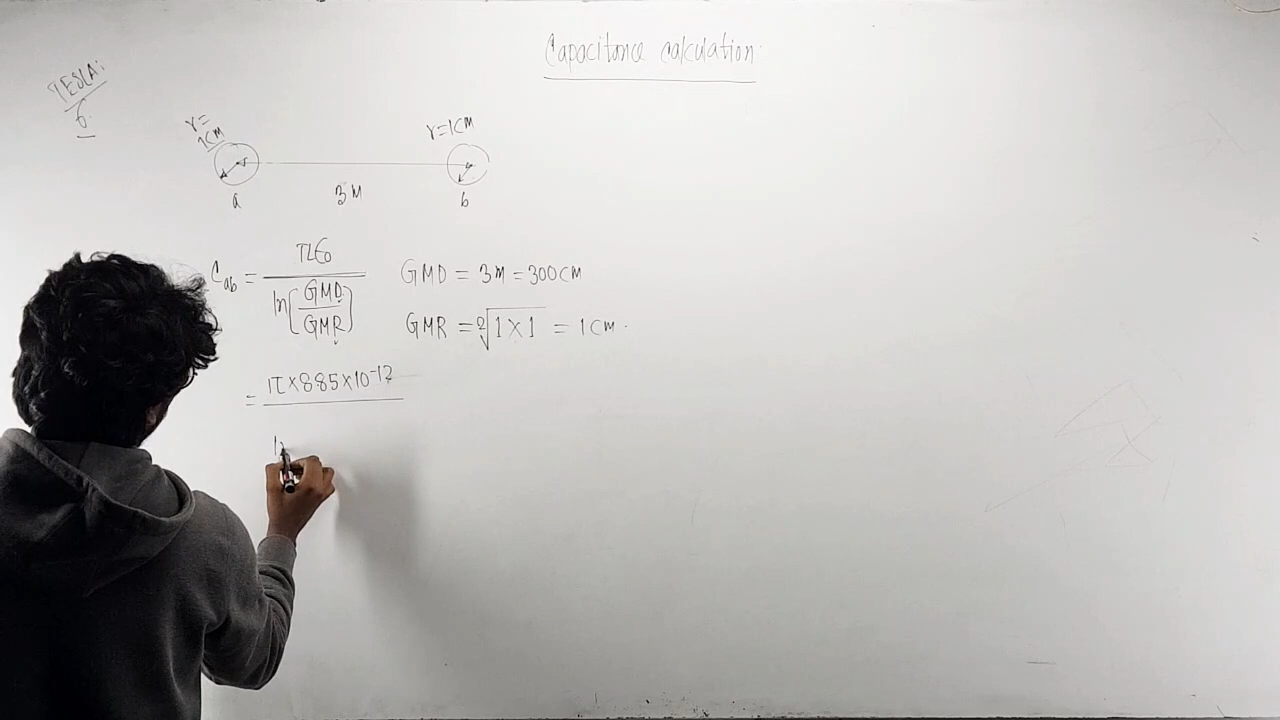 Capacitance calculation
TESLA:
6.
r=
1cm
r=1cm
3M
a
b
Cab = π∈o / ln[GMD/GMR]
GMD = 3M = 300cm
GMR = ²√1×1 = 1cm.
= π×8.85×10⁻¹²